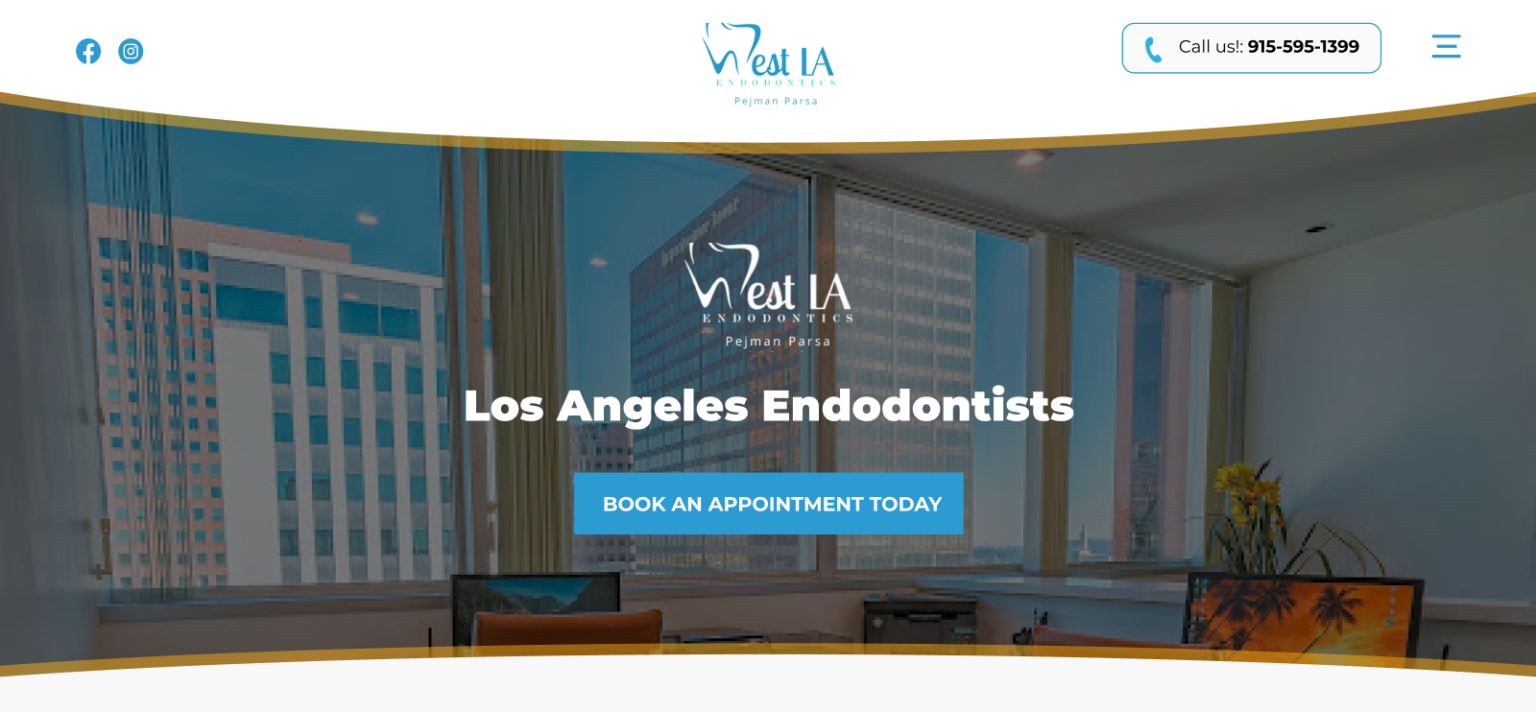 West LA
ENDODONTICS
Pejman Parsa
Call us!: 915-595-1399
West LA
ENDODONTICS
Pejman Parsa
Los Angeles Endodontists
BOOK AN APPOINTMENT TODAY